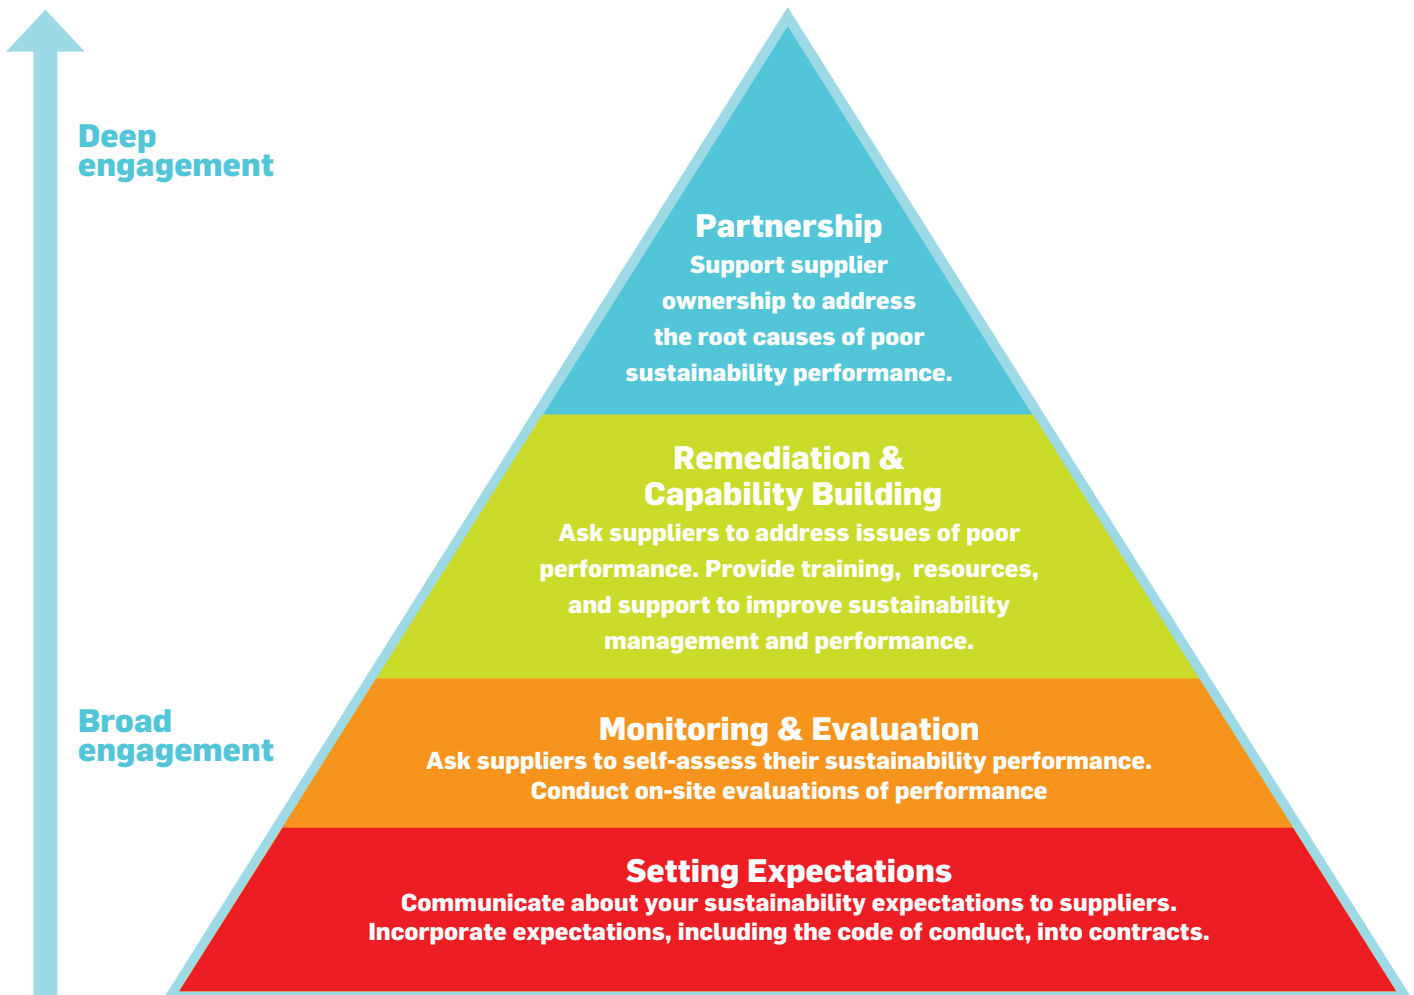 Deep
engagement
Partnership
Support supplier
ownership to address
the root causes of poor
sustainability performance.
Remediation &
Capability Building
Ask suppliers to address issues of poor
performance. Provide training, resources,
and support to improve sustainability
management and performance.
Broad
engagement
Monitoring & Evaluation
Ask suppliers to self-assess their sustainability performance.
Conduct on-site evaluations of performance
Setting Expectations
Communicate about your sustainability expectations to suppliers.
Incorporate expectations, including the code of conduct, into contracts.